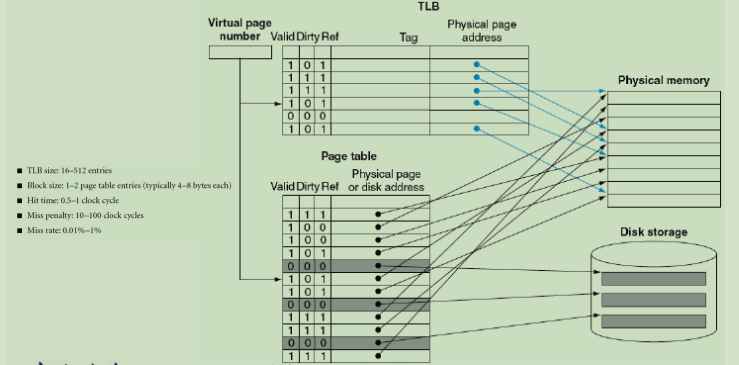 TLB
Virtual page
number
Valid Dirty Ref
Tag
Physical page
address
1 0 1
1 1 1
1 1 1
1 0 1
0 0 0
1 0 1
Physical memory
■ TLB size: 16–512 entries
■ Block size: 1–2 page table entries (typically 4–8 bytes each)
■ Hit time: 0.5–1 clock cycle
■ Miss penalty: 10–100 clock cycles
■ Miss rate: 0.01%–1%
Page table
Physical page
Valid Dirty Ref or disk address
1 1 1
1 0 0
1 0 0
1 0 1
0 0 0
1 0 1
1 0 1
0 0 0
1 1 1
1 1 1
0 0 0
1 1 1
Disk storage